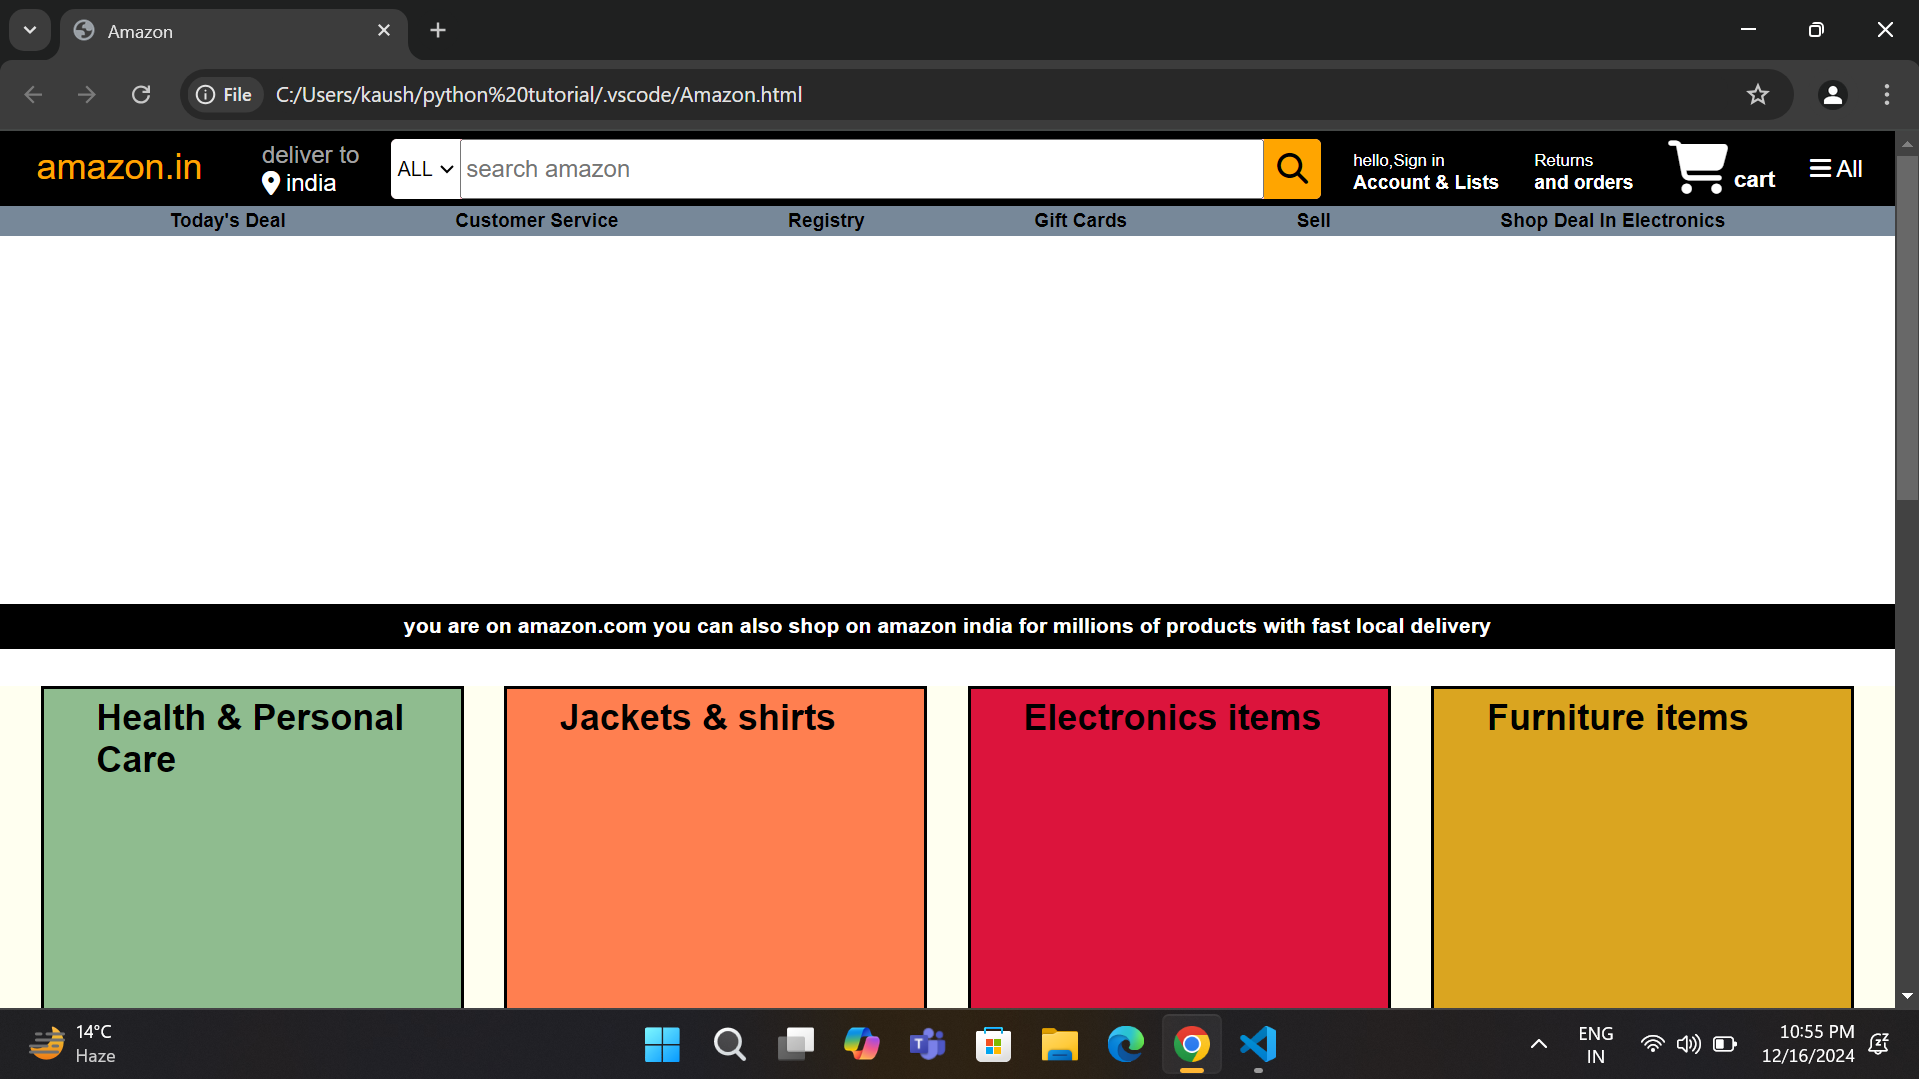 Amazon
File C:/Users/kaush/python%20tutorial/.vscode/Amazon.html
amazon.in
deliver to
india
ALL
search amazon
hello,Sign in
Account & Lists
Returns
and orders
cart
All
Today's Deal Customer Service Registry Gift Cards Sell Shop Deal In Electronics
you are on amazon.com you can also shop on amazon india for millions of products with fast local delivery
Health & Personal
Care
Jackets & shirts
Electronics items
Furniture items
14°C
Haze
ENG
IN
10:55 PM
12/16/2024